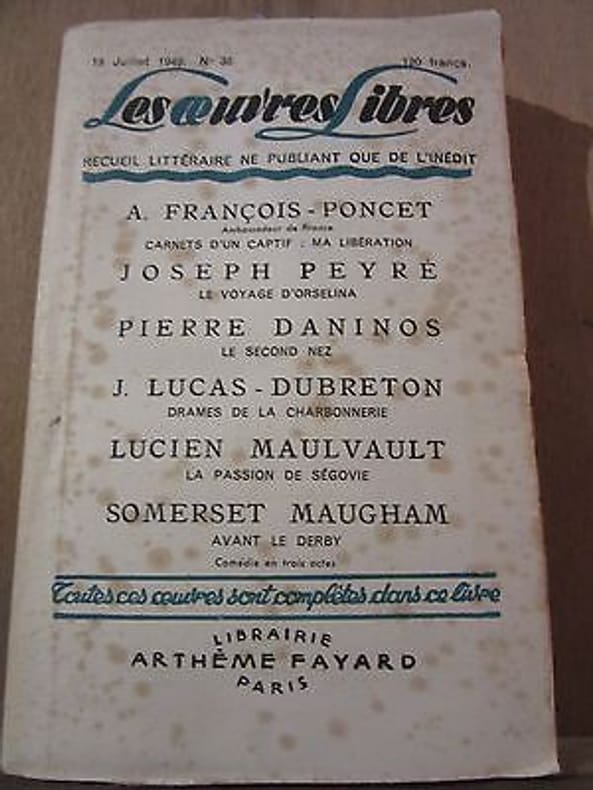 15 Juillet 1949. N° 38 120 francs.
Les œuvres Libres
RECUEIL LITTÉRAIRE NE PUBLIANT QUE DE L'INÉDIT
A. FRANÇOIS-PONCET
Ambassadeur de France
CARNETS D'UN CAPTIF : MA LIBÉRATION
JOSEPH PEYRÉ
LE VOYAGE D'ORSELINA
PIERRE DANINOS
LE SECOND NEZ
J. LUCAS-DUBRETON
DRAMES DE LA CHARBONNERIE
LUCIEN MAULVAULT
LA PASSION DE SÉGOVIE
SOMERSET MAUGHAM
AVANT LE DERBY
Comédie en trois actes
Toutes ces œuvres sont complètes dans ce livre
LIBRAIRIE
ARTHÈME FAYARD
PARIS